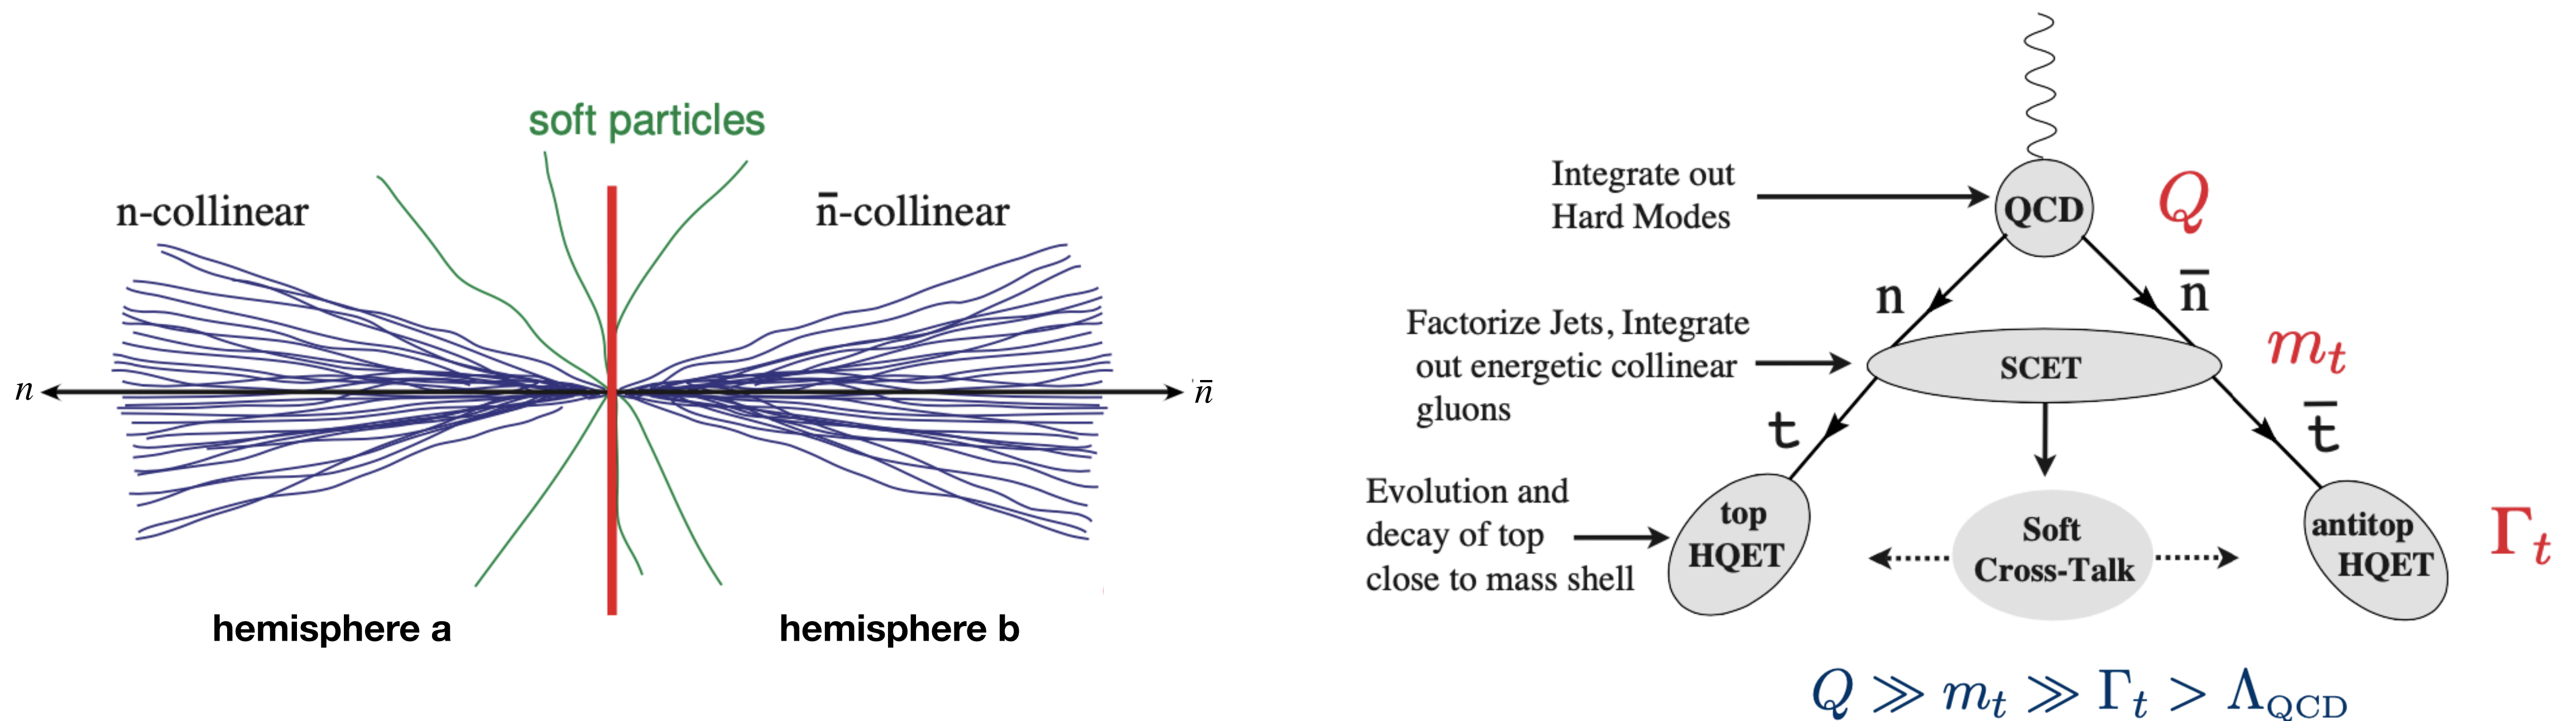 soft particles
n-collinear
n̄-collinear
n
n̄
hemisphere a
hemisphere b
Integrate out
Hard Modes
QCD
Q
n
n̄
Factorize Jets, Integrate
out energetic collinear
gluons
SCET
m_t
t
t̄
Evolution and
decay of top
close to mass shell
top
HQET
Soft
Cross-Talk
antitop
HQET
Γ_t
Q ≫ m_t ≫ Γ_t > Λ_QCD